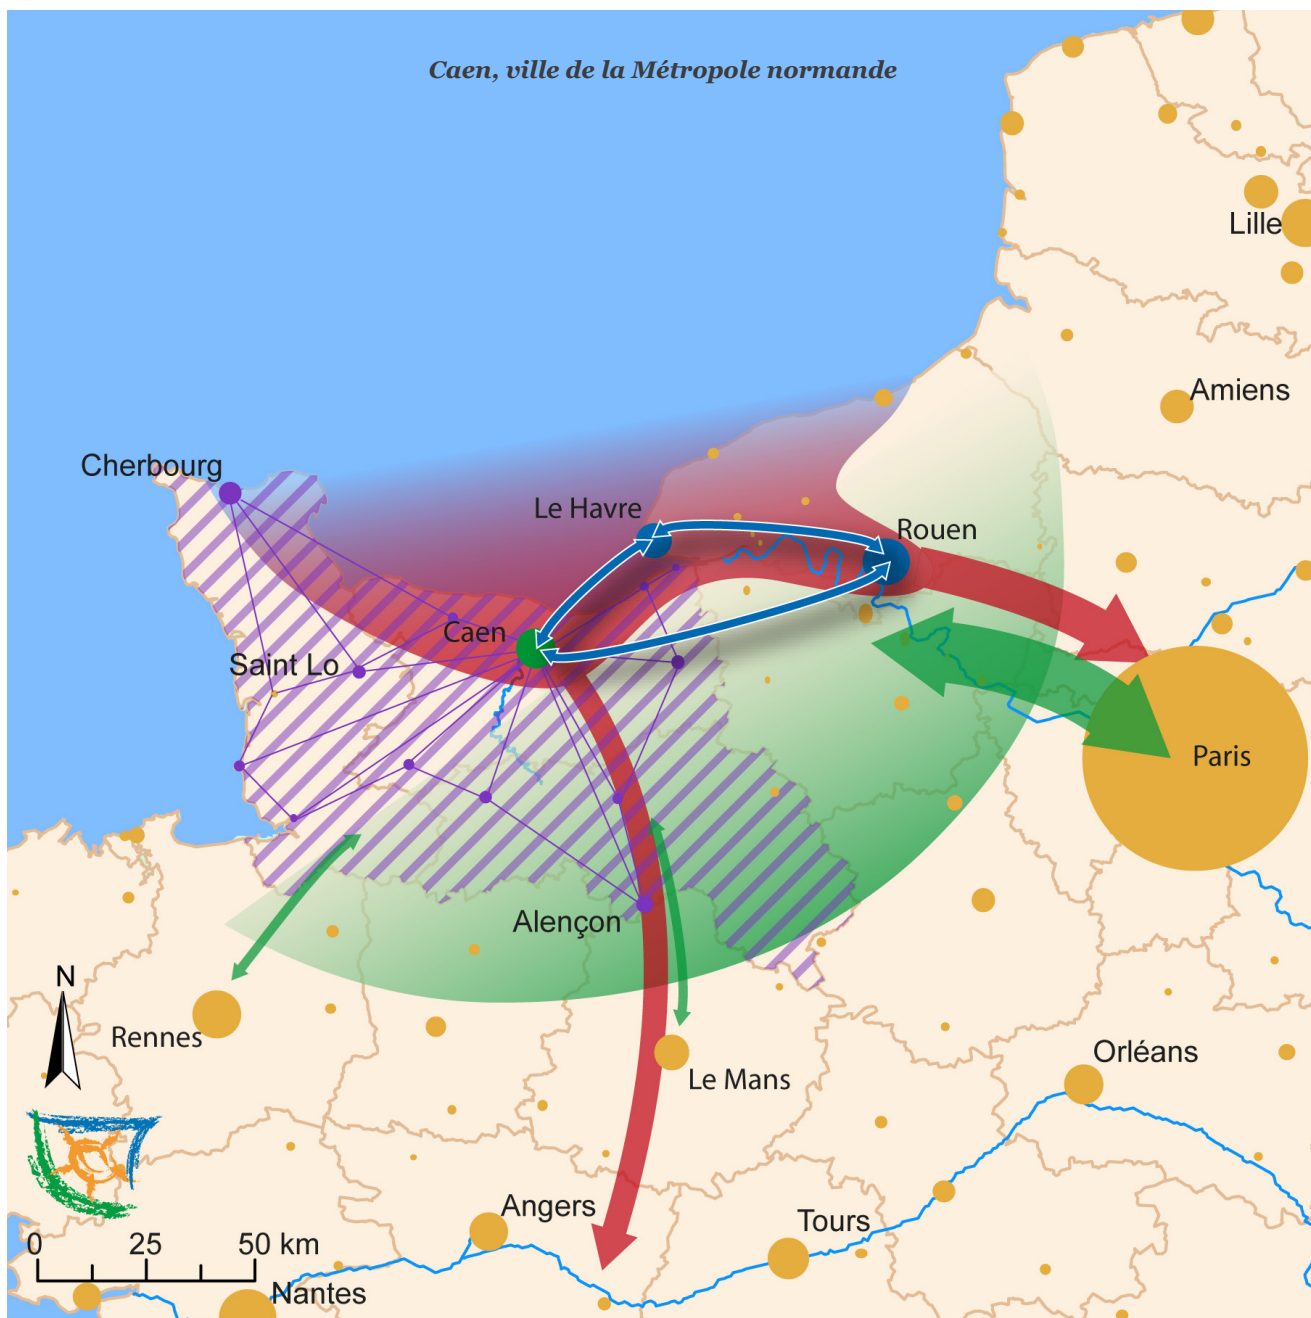 Caen, ville de la Métropole normande
Lille
Amiens
Cherbourg
Le Havre
Rouen
Caen
Saint Lo
Paris
Alençon
N
Rennes
Le Mans
Orléans
Angers
Tours
0 25 50 km
Nantes